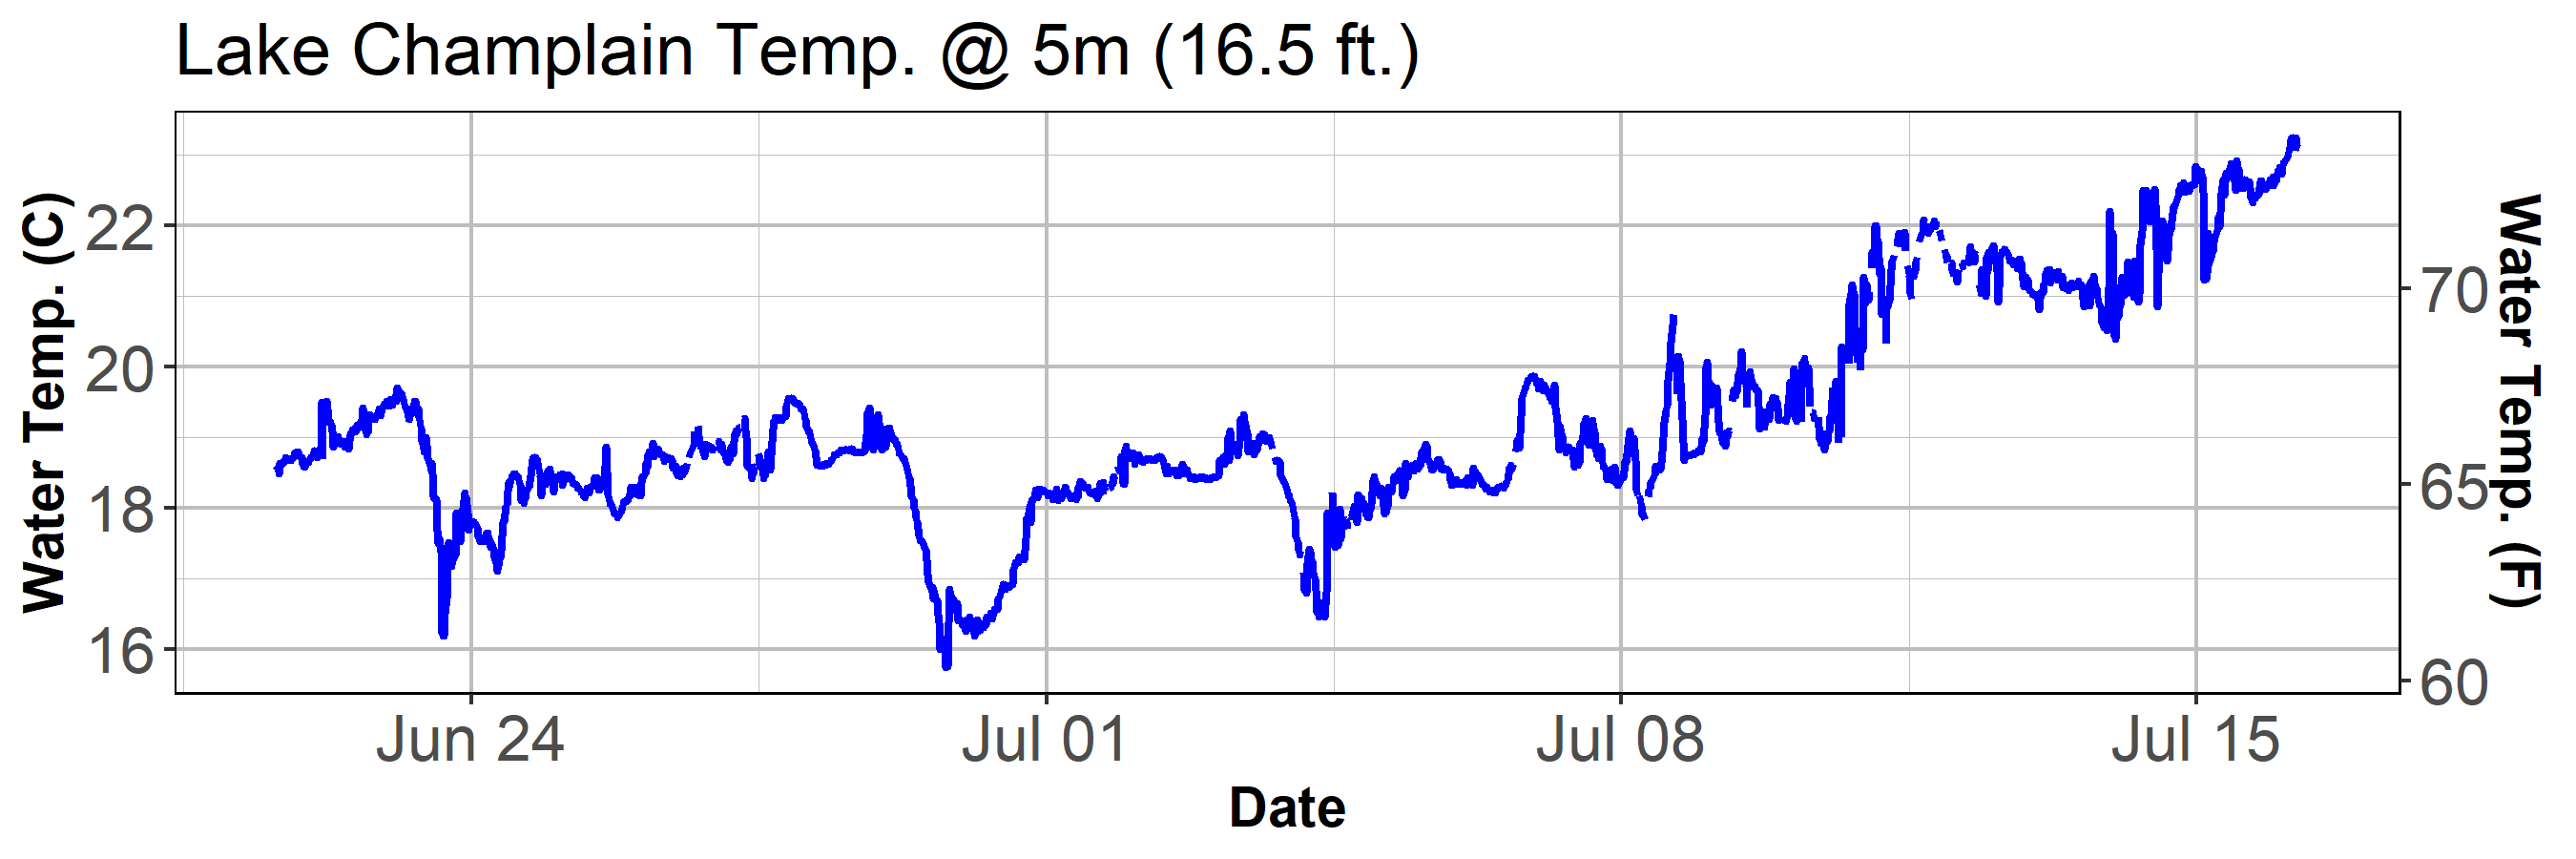 Lake Champlain Temp. @ 5m (16.5 ft.)
Water Temp. (C)
22
20
18
16
70
65
60
Water Temp. (F)
Jun 24
Jul 01
Jul 08
Jul 15
Date